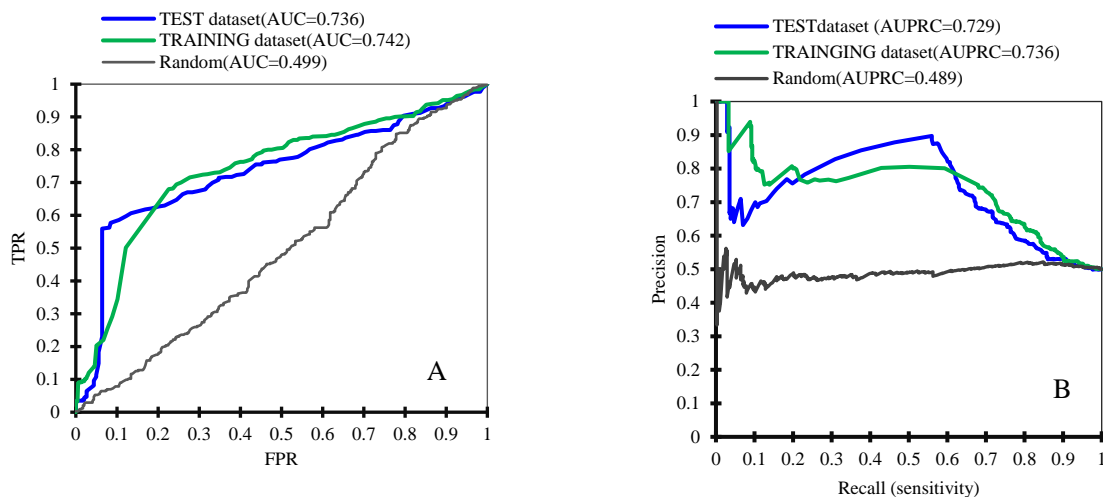 TEST dataset(AUC=0.736)
TRAINING dataset(AUC=0.742)
Random(AUC=0.499)
1
0.9
0.8
0.7
0.6
0.5
0.4
0.3
0.2
0.1
0
TPR
0 0.1 0.2 0.3 0.4 0.5 0.6 0.7 0.8 0.9 1
FPR
A
TESTdataset (AUPRC=0.729)
TRAINGING dataset(AUPRC=0.736)
Random(AUPRC=0.489)
1
0.9
0.8
0.7
0.6
0.5
0.4
0.3
0.2
0.1
0
Precision
0 0.1 0.2 0.3 0.4 0.5 0.6 0.7 0.8 0.9 1
Recall (sensitivity)
B